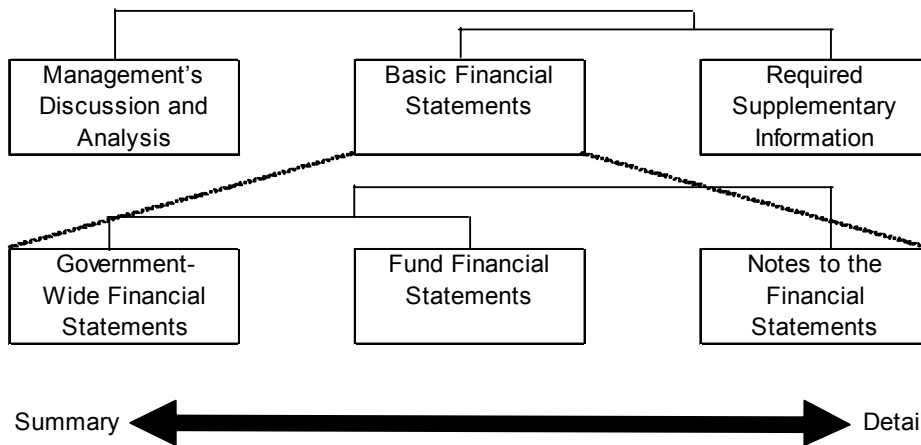 Management's
Discussion and
Analysis
Basic Financial
Statements
Required
Supplementary
Information
Government-
Wide Financial
Statements
Fund Financial
Statements
Notes to the
Financial
Statements
Summary
Detai